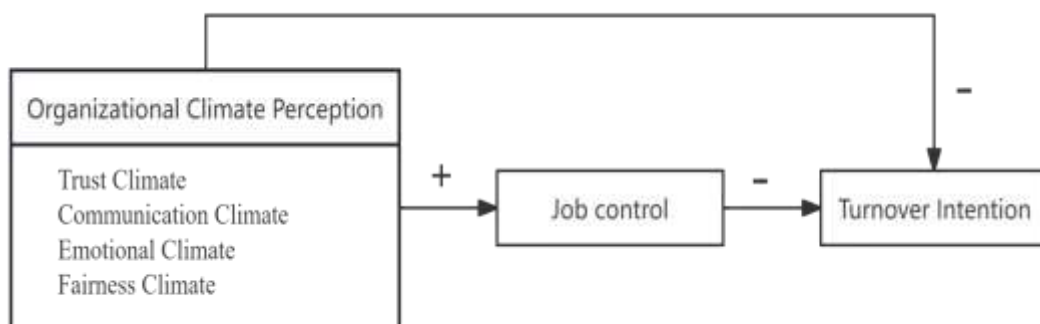 Organizational Climate Perception
Trust Climate
Communication Climate
Emotional Climate
Fairness Climate
+
Job control
-
Turnover Intention
-